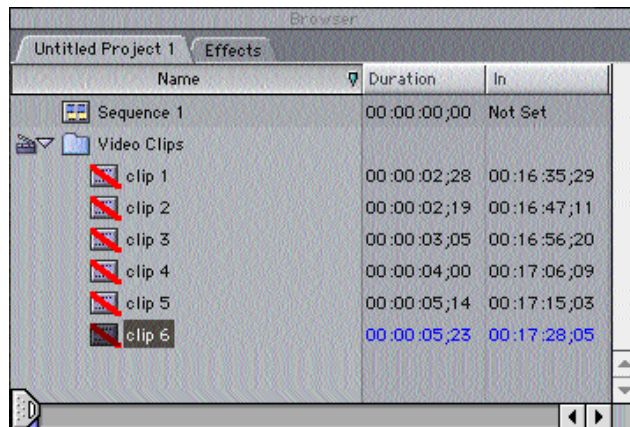 Browser
Untitled Project 1 Effects
Name Duration In
Sequence 1 00:00:00;00 Not Set
Video Clips
clip 1 00:00:02;28 00:16:35;29
clip 2 00:00:02;19 00:16:47;11
clip 3 00:00:03;05 00:16:56;20
clip 4 00:00:04;00 00:17:06;09
clip 5 00:00:05;14 00:17:15;03
clip 6 00:00:05;23 00:17:28;05